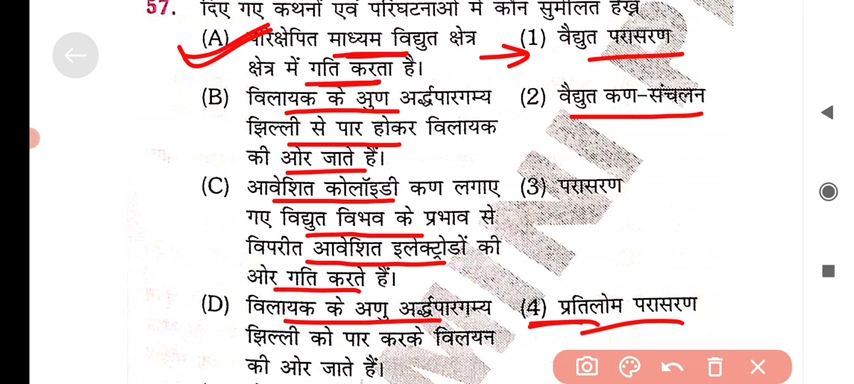 57. दिए गए कथनों एवं परिघटनाओं में कौन सुमेलित
(A) परिक्षेपित माध्यम विद्युत क्षेत्र (1) वैद्युत परासरण
क्षेत्र में गति करता है।
(B) विलायक के अुण अर्द्धपारगम्य (2) वैद्युत कण-संचलन
झिल्ली से पार होकर विलायक
की ओर जाते हैं।
(C) आवेशित कोलॉइडी कण लगाए (3) परासरण
गए विद्युत विभव के प्रभाव से
विपरीत आवेशित इलेक्ट्रोडों की
ओर गति करते हैं।
(D) विलायक के अणु अर्द्धपारगम्य (4) प्रतिलोम परासरण
झिल्ली को पार करके विलयन
की ओर जाते हैं।